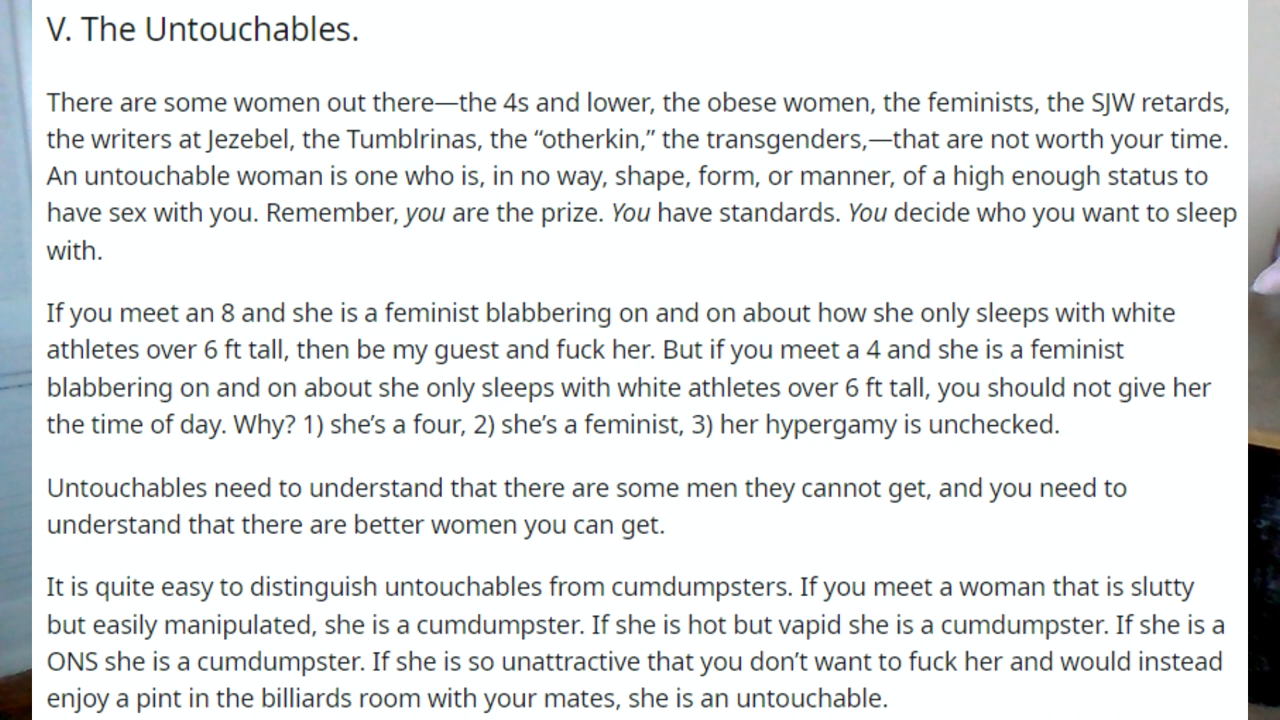 V. The Untouchables.
There are some women out there—the 4s and lower, the obese women, the feminists, the SJW retards,
the writers at Jezebel, the Tumblrinas, the “otherkin,” the transgenders,—that are not worth your time.
An untouchable woman is one who is, in no way, shape, form, or manner, of a high enough status to
have sex with you. Remember, you are the prize. You have standards. You decide who you want to sleep
with.
If you meet an 8 and she is a feminist blabbering on and on about how she only sleeps with white
athletes over 6 ft tall, then be my guest and fuck her. But if you meet a 4 and she is a feminist
blabbering on and on about she only sleeps with white athletes over 6 ft tall, you should not give her
the time of day. Why? 1) she’s a four, 2) she’s a feminist, 3) her hypergamy is unchecked.
Untouchables need to understand that there are some men they cannot get, and you need to
understand that there are better women you can get.
It is quite easy to distinguish untouchables from cumdumpsters. If you meet a woman that is slutty
but easily manipulated, she is a cumdumpster. If she is hot but vapid she is a cumdumpster. If she is a
ONS she is a cumdumpster. If she is so unattractive that you don’t want to fuck her and would instead
enjoy a pint in the billiards room with your mates, she is an untouchable.